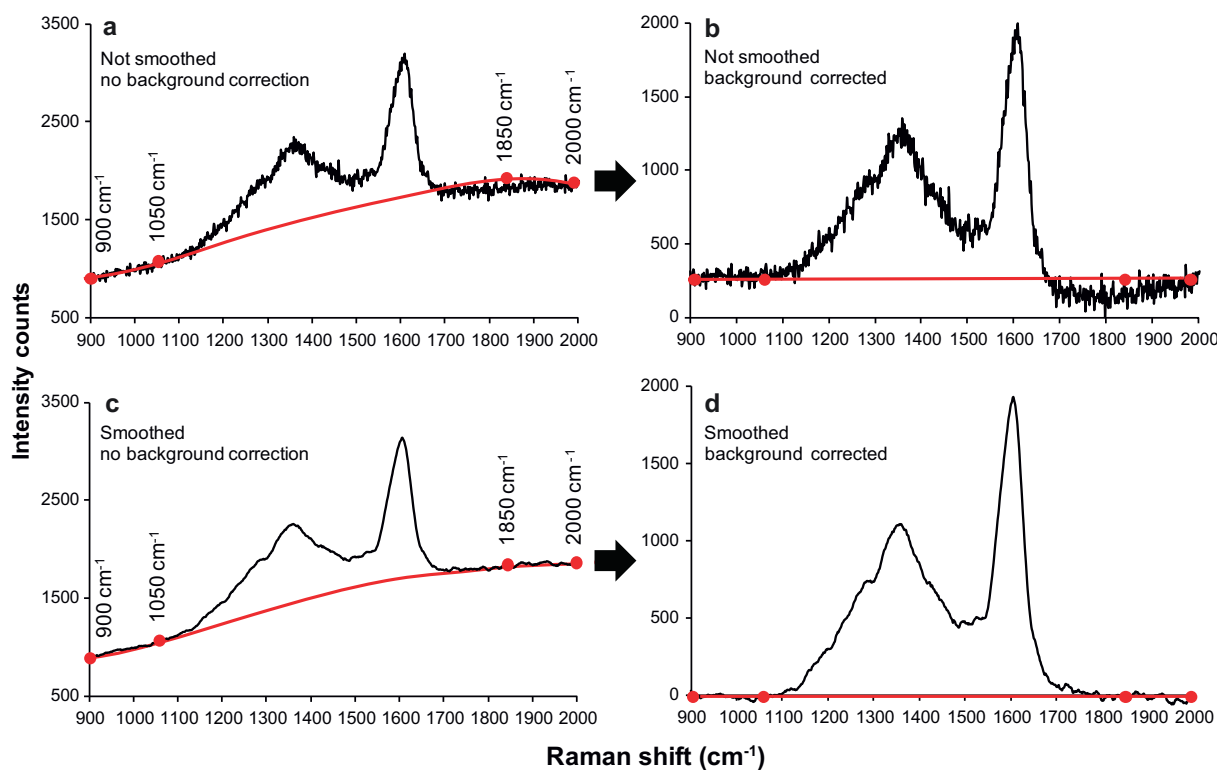 a
Not smoothed
no background correction
3500
2500
1500
500
900 cm-1
1050 cm-1
1850 cm-1
2000 cm-1
900 1000 1100 1200 1300 1400 1500 1600 1700 1800 1900 2000
b
Not smoothed
background corrected
2000
1500
1000
500
0
900 1000 1100 1200 1300 1400 1500 1600 1700 1800 1900 2000
Intensity counts
c
Smoothed
no background correction
3500
2500
1500
500
900 cm-1
1050 cm-1
1850 cm-1
2000 cm-1
900 1000 1100 1200 1300 1400 1500 1600 1700 1800 1900 2000
d
Smoothed
background corrected
2000
1500
1000
500
0
900 1000 1100 1200 1300 1400 1500 1600 1700 1800 1900 2000
Raman shift (cm-1)